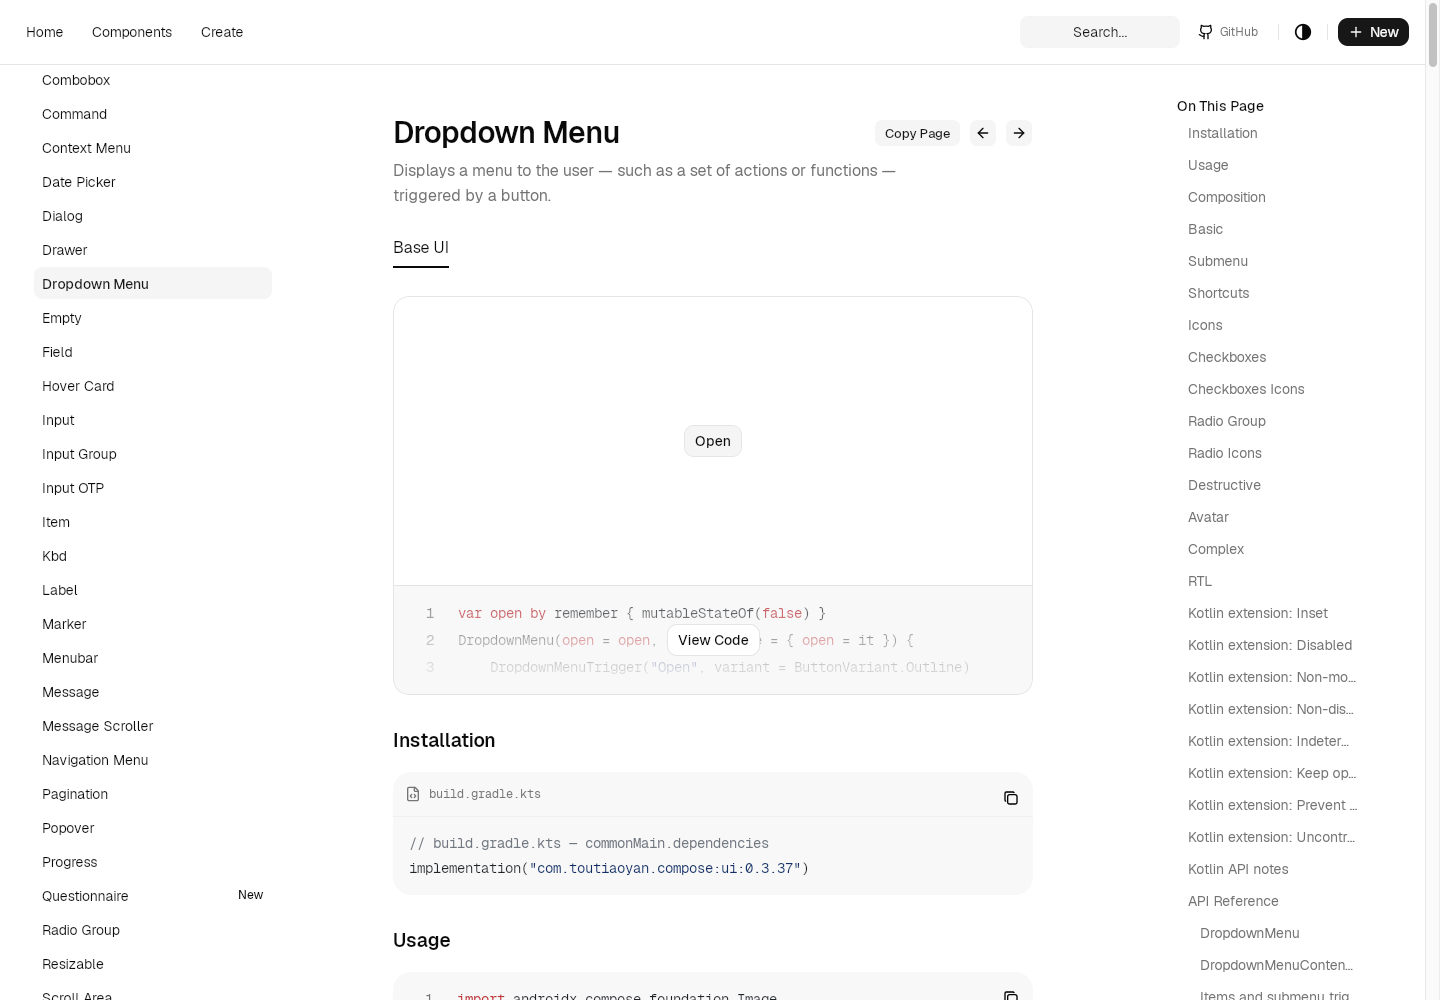 Home
Components
Create
Search...
GitHub
New
Combobox
Command
Context Menu
Date Picker
Dialog
Drawer
Dropdown Menu
Empty
Field
Hover Card
Input
Input Group
Input OTP
Item
Kbd
Label
Marker
Menubar
Message
Message Scroller
Navigation Menu
Pagination
Popover
Progress
Questionnaire New
Radio Group
Resizable
Scroll Area
Dropdown Menu
Copy Page
Displays a menu to the user — such as a set of actions or functions —
triggered by a button.
Base UI
Open
1 var open by remember { mutableStateOf(false) }
2 DropdownMenu(open = open, = { open = it }) {
View Code
3 DropdownMenuTrigger("Open", variant = ButtonVariant.Outline)
Installation
build.gradle.kts
// build.gradle.kts — commonMain.dependencies
implementation("com.toutiaoyan.compose:ui:0.3.37")
Usage
1 import androidx.compose.foundation.Image
On This Page
Installation
Usage
Composition
Basic
Submenu
Shortcuts
Icons
Checkboxes
Checkboxes Icons
Radio Group
Radio Icons
Destructive
Avatar
Complex
RTL
Kotlin extension: Inset
Kotlin extension: Disabled
Kotlin extension: Non-mo...
Kotlin extension: Non-dis...
Kotlin extension: Indeter...
Kotlin extension: Keep op...
Kotlin extension: Prevent ...
Kotlin extension: Uncontr...
Kotlin API notes
API Reference
DropdownMenu
DropdownMenuConten...
Items and submenu trig...